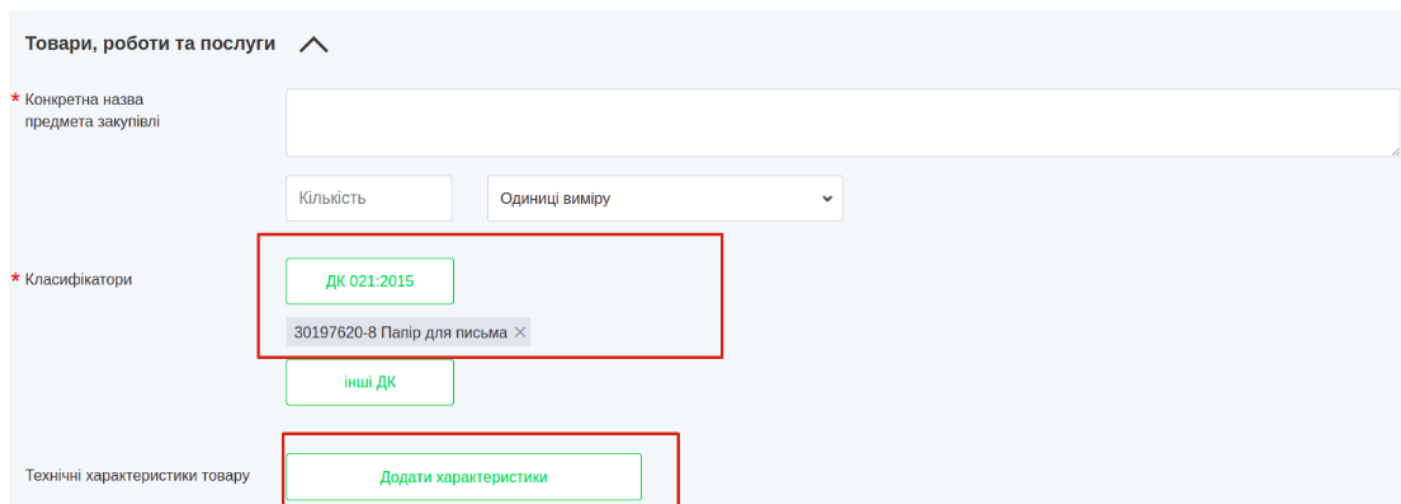 Товари, роботи та послуги
* Конкретна назва
предмета закупівлі
Кількість
Одиниці виміру
* Класифікатори
ДК 021:2015
30197620-8 Папір для письма ×
інші ДК
Технічні характеристики товару
Додати характеристики